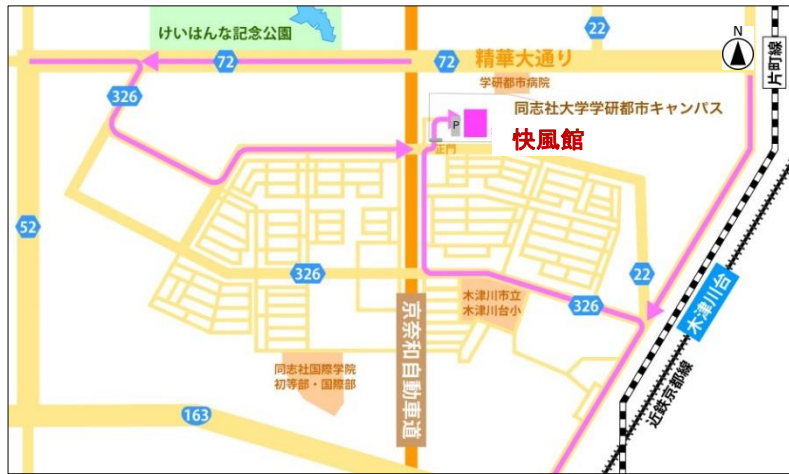 けいはんな記念公園
22
N
72
72
精華大通り
片町線
326
学研都市病院
同志社大学学研都市キャンパス
P
快風館
正門
52
326
22
木津川市立
木津川台小
326
木津川台
京奈和自動車道
同志社国際学院
初等部・国際部
近鉄京都線
163